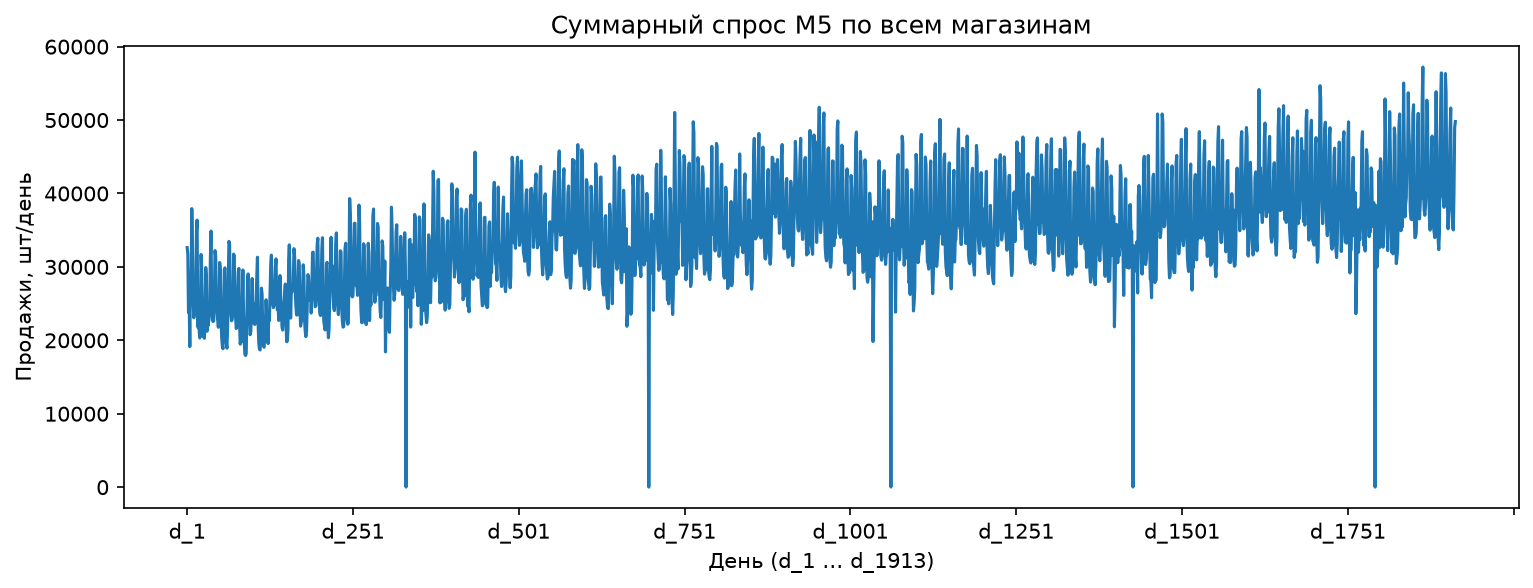 Суммарный спрос M5 по всем магазинам
Продажи, шт/день
60000
50000
40000
30000
20000
10000
0
d_1 d_251 d_501 d_751 d_1001 d_1251 d_1501 d_1751
День (d_1 ... d_1913)